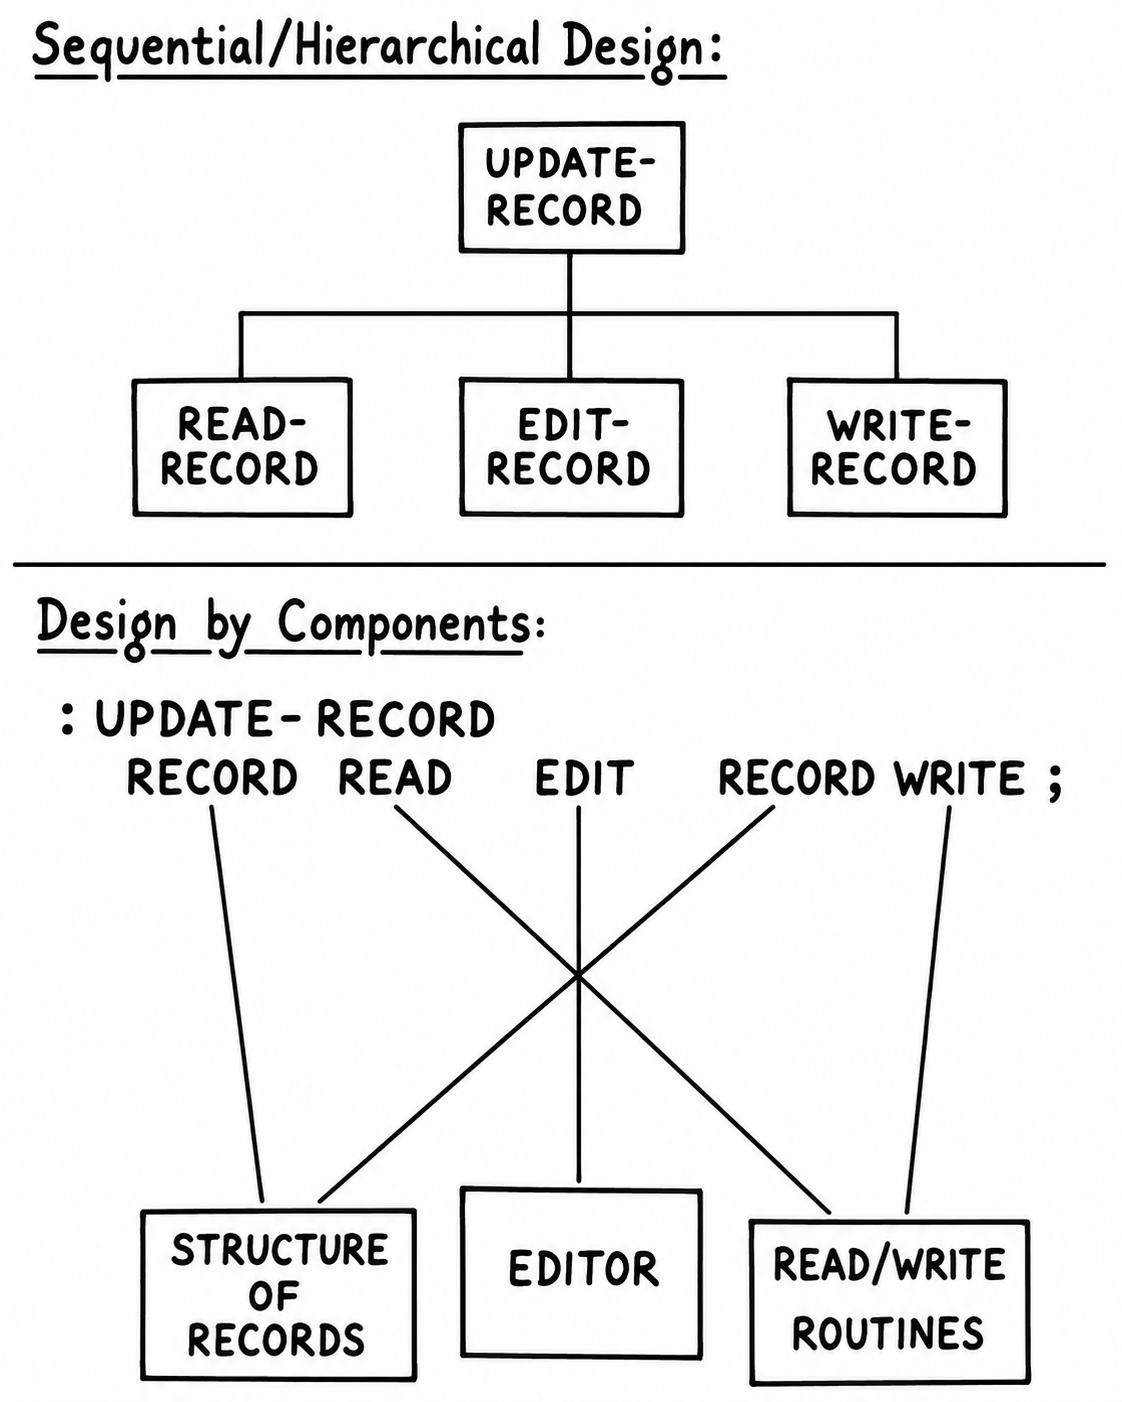 Sequential/Hierarchical Design:
UPDATE-
RECORD
READ-
RECORD
EDIT-
RECORD
WRITE-
RECORD
Design by Components:
: UPDATE-RECORD
RECORD READ EDIT RECORD WRITE ;
STRUCTURE
OF
RECORDS
EDITOR
READ/WRITE
ROUTINES